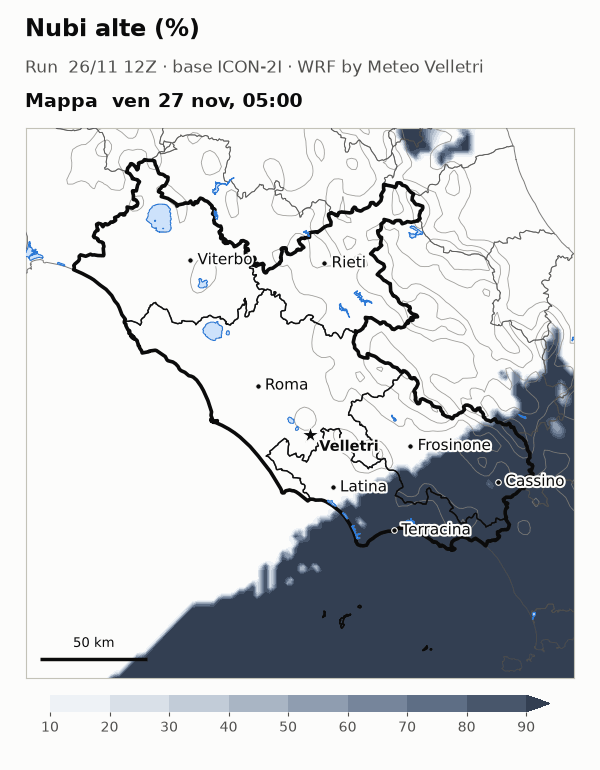 Nubi alte (%)
Run 26/11 12Z · base ICON-2I · WRF by Meteo Velletri
Mappa ven 27 nov, 05:00
Viterbo
Rieti
Roma
Velletri
Frosinone
Latina
Cassino
Terracina
50 km
10 20 30 40 50 60 70 80 90